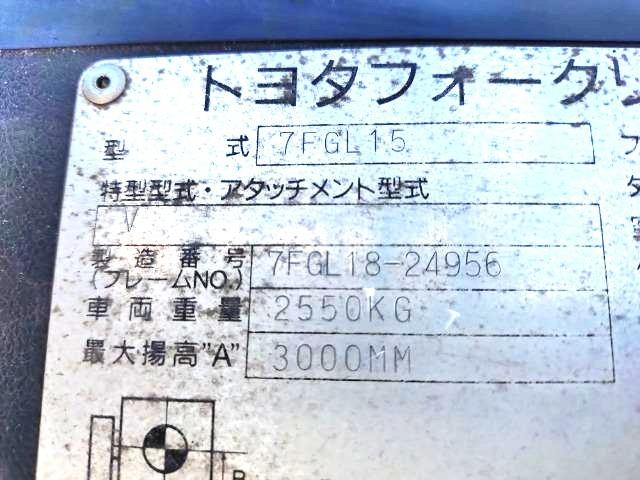 トヨタフォークリ
型 式 7FGL15
特型型式・アタッチメント型式
V
製造番号 7FGL18-24956
(フレームNO.)
車両重量 2550KG
最大揚高"A" 3000MM
B